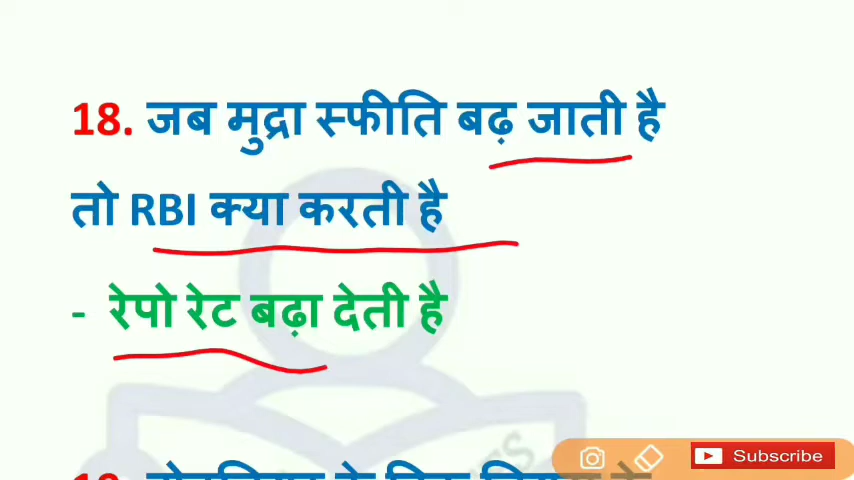 18. जब मुद्रा स्फीति बढ़ जाती है
तो RBI क्या करती है
- रेपो रेट बढ़ा देती है
Subscribe